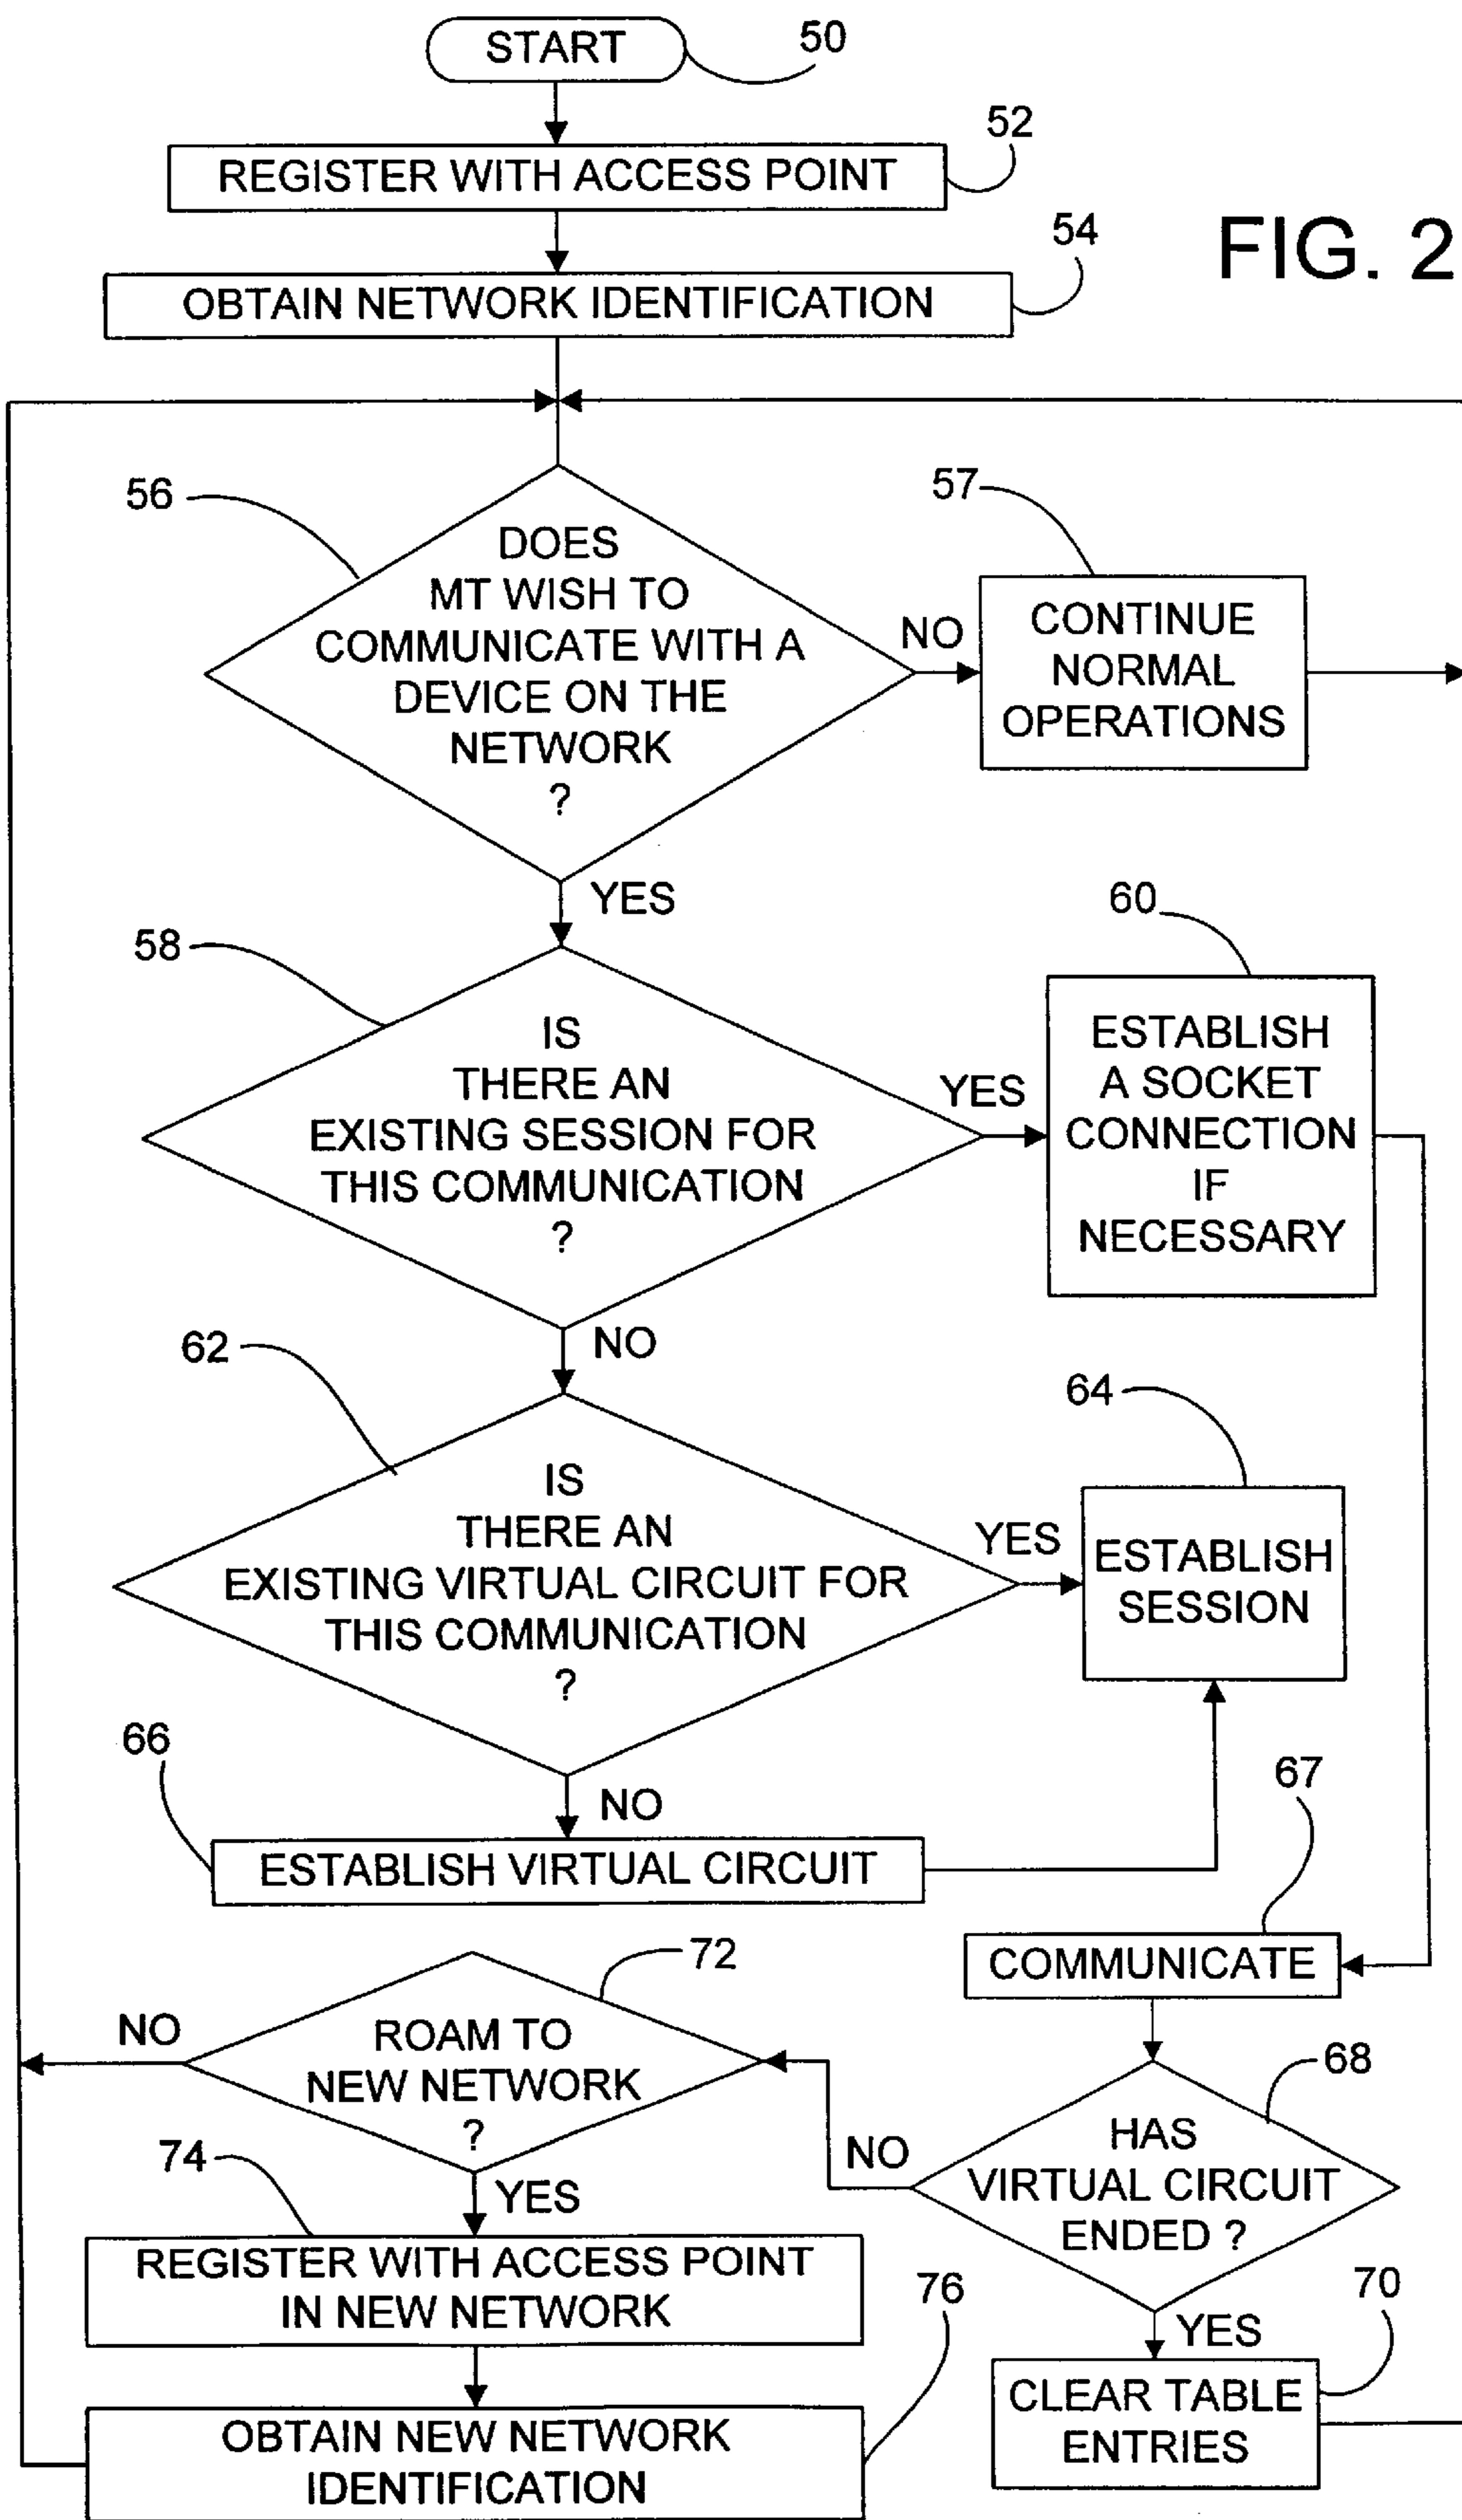 START
50
52
REGISTER WITH ACCESS POINT
54
FIG. 2
OBTAIN NETWORK IDENTIFICATION
56
57
DOES
MT WISH TO
COMMUNICATE WITH A
DEVICE ON THE
NETWORK
?
NO
CONTINUE
NORMAL
OPERATIONS
YES
58
60
IS
THERE AN
EXISTING SESSION FOR
THIS COMMUNICATION
?
YES
ESTABLISH
A SOCKET
CONNECTION
IF
NECESSARY
NO
62
64
IS
THERE AN
EXISTING VIRTUAL CIRCUIT FOR
THIS COMMUNICATION
?
YES
ESTABLISH
SESSION
66
NO
67
ESTABLISH VIRTUAL CIRCUIT
COMMUNICATE
72
NO
ROAM TO
NEW NETWORK
?
68
HAS
VIRTUAL CIRCUIT
ENDED ?
NO
74
YES
REGISTER WITH ACCESS POINT
IN NEW NETWORK
76
70
YES
CLEAR TABLE
ENTRIES
OBTAIN NEW NETWORK
IDENTIFICATION